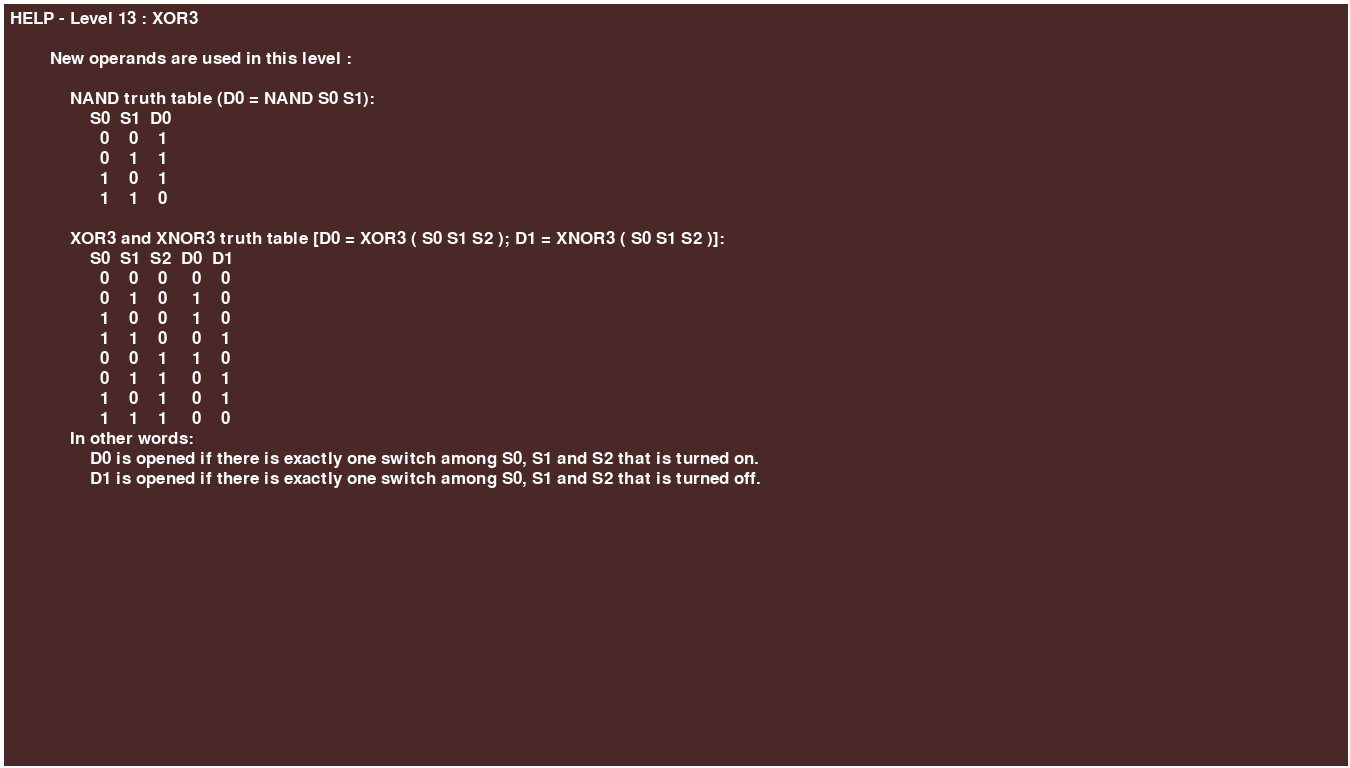 HELP - Level 13 : XOR3
New operands are used in this level :
NAND truth table (D0 = NAND S0 S1):
S0 S1 D0
0 0 1
0 1 1
1 0 1
1 1 0
XOR3 and XNOR3 truth table [D0 = XOR3 ( S0 S1 S2 ); D1 = XNOR3 ( S0 S1 S2 )]:
S0 S1 S2 D0 D1
0 0 0 0 0
0 1 0 1 0
1 0 0 1 0
1 1 0 0 1
0 0 1 1 0
0 1 1 0 1
1 0 1 0 1
1 1 1 0 0
In other words:
D0 is opened if there is exactly one switch among S0, S1 and S2 that is turned on.
D1 is opened if there is exactly one switch among S0, S1 and S2 that is turned off.